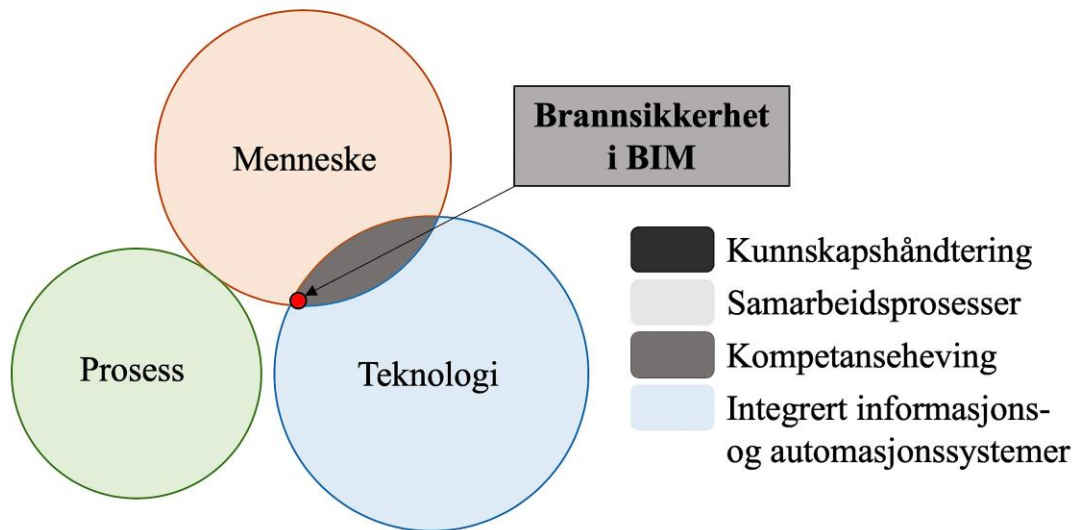 Menneske
Brannsikkerhet
i BIM
Prosess
Teknologi
Kunnskapshåndtering
Samarbeidsprosesser
Kompetanseheving
Integrert informasjons-
og automasjonssystemer